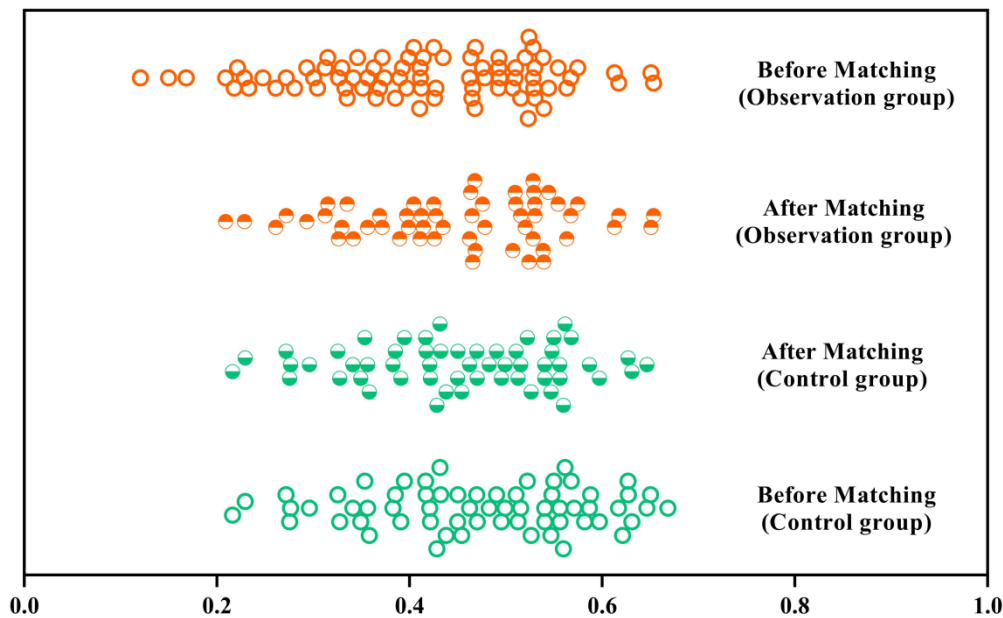 Before Matching
(Observation group)
After Matching
(Observation group)
After Matching
(Control group)
Before Matching
(Control group)
0.0 0.2 0.4 0.6 0.8 1.0